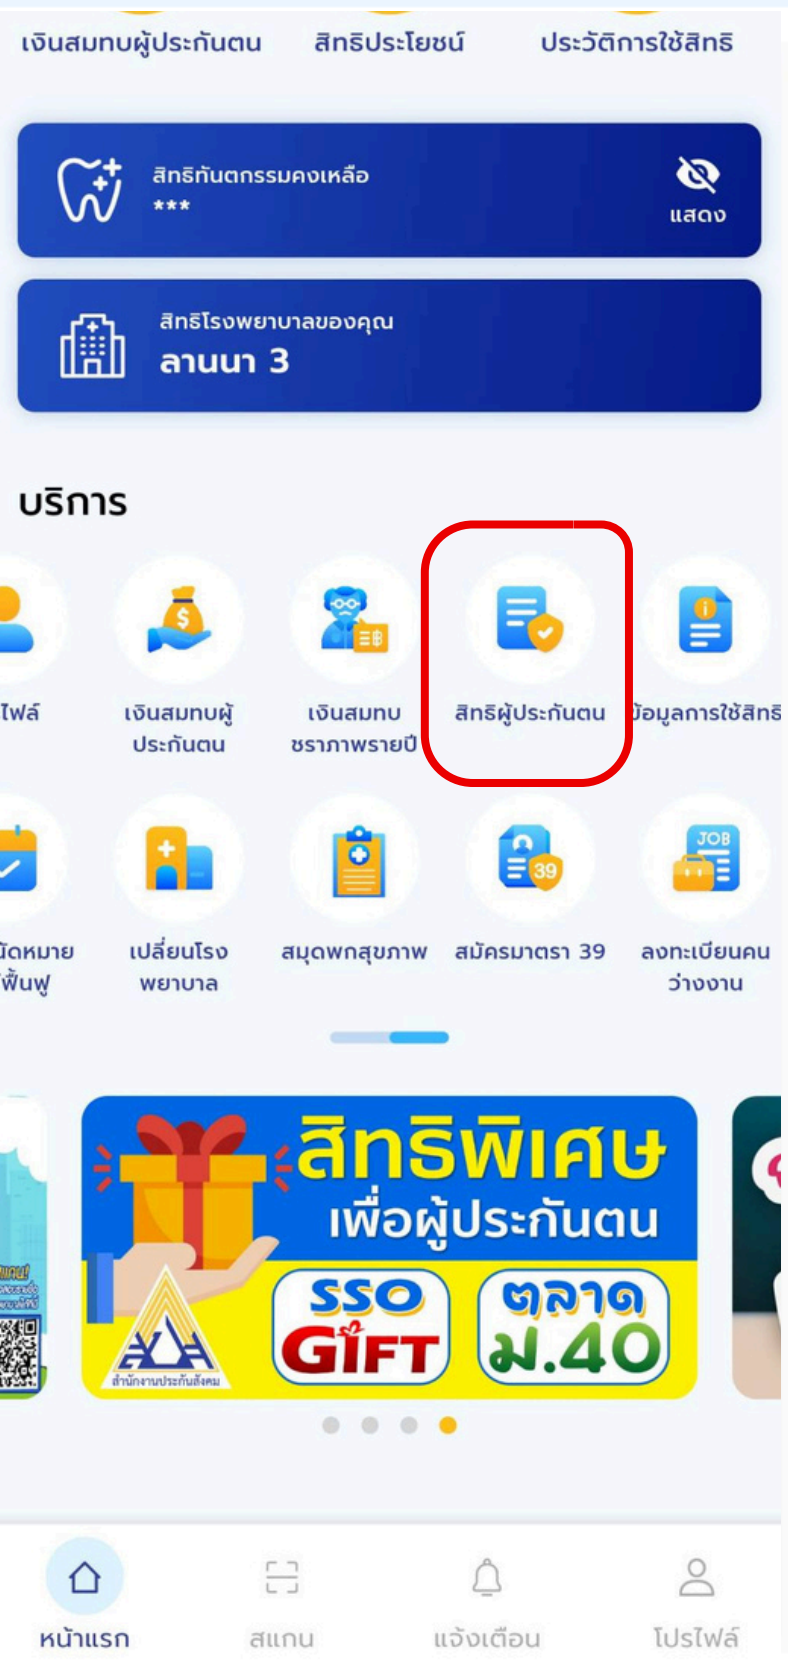 เงินสมทบผู้ประกันตน สิทธิประโยชน์ ประวัติการใช้สิทธิ
สิทธิทันตกรรมคงเหลือ
***
แสดง
สิทธิโรงพยาบาลของคุณ
ลานนา 3
บริการ
ไฟล์
เงินสมทบผู้
ประกันตน
เงินสมทบ
ชราภาพรายปี
สิทธิผู้ประกันตน
ข้อมูลการใช้สิทธิ
นัดหมาย
ฟื้นฟู
เปลี่ยนโรง
พยาบาล
สมุดพกสุขภาพ
39
สมัครมาตรา 39
JOB
ลงทะเบียนคน
ว่างงาน
สิทธิพิเศษ
เพื่อผู้ประกันตน
SSO
GIFT
ตลาด
ม.40
สำนักงานประกันสังคม
หน้าแรก สแกน แจ้งเตือน โปรไฟล์